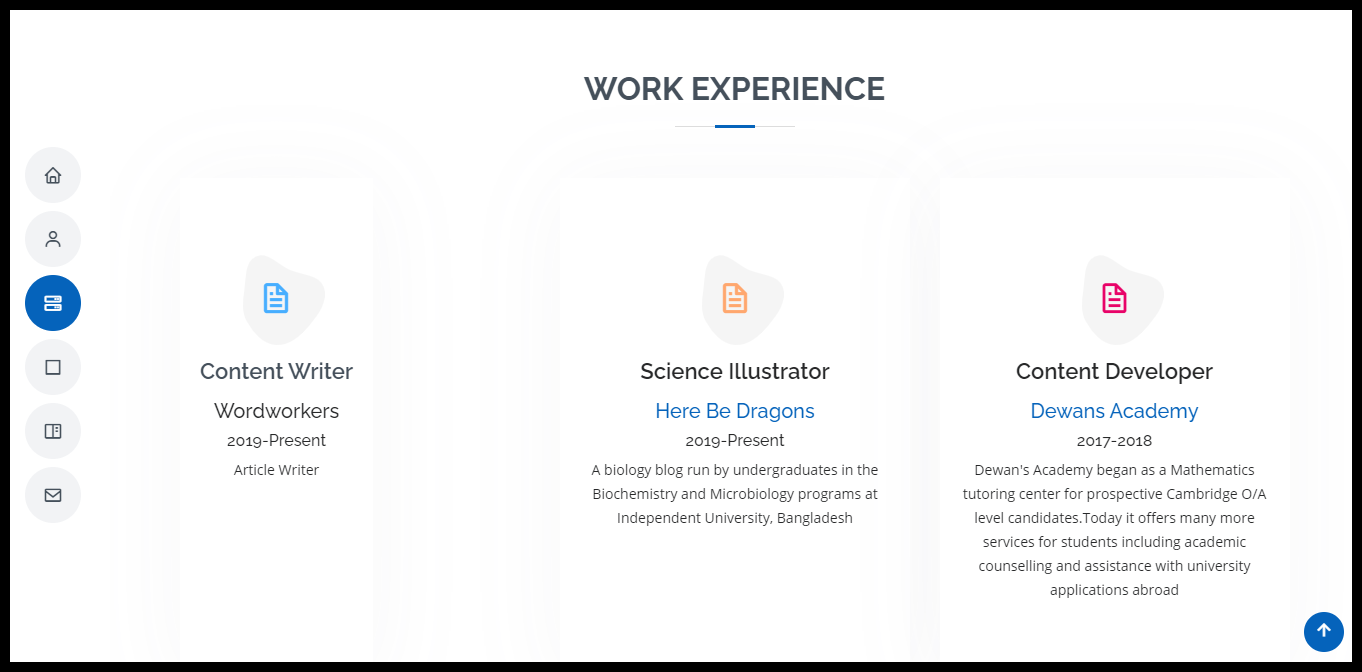 WORK EXPERIENCE
Content Writer
Wordworkers
2019-Present
Article Writer
Science Illustrator
Here Be Dragons
2019-Present
A biology blog run by undergraduates in the
Biochemistry and Microbiology programs at
Independent University, Bangladesh
Content Developer
Dewans Academy
2017-2018
Dewan's Academy began as a Mathematics
tutoring center for prospective Cambridge O/A
level candidates.Today it offers many more
services for students including academic
counselling and assistance with university
applications abroad